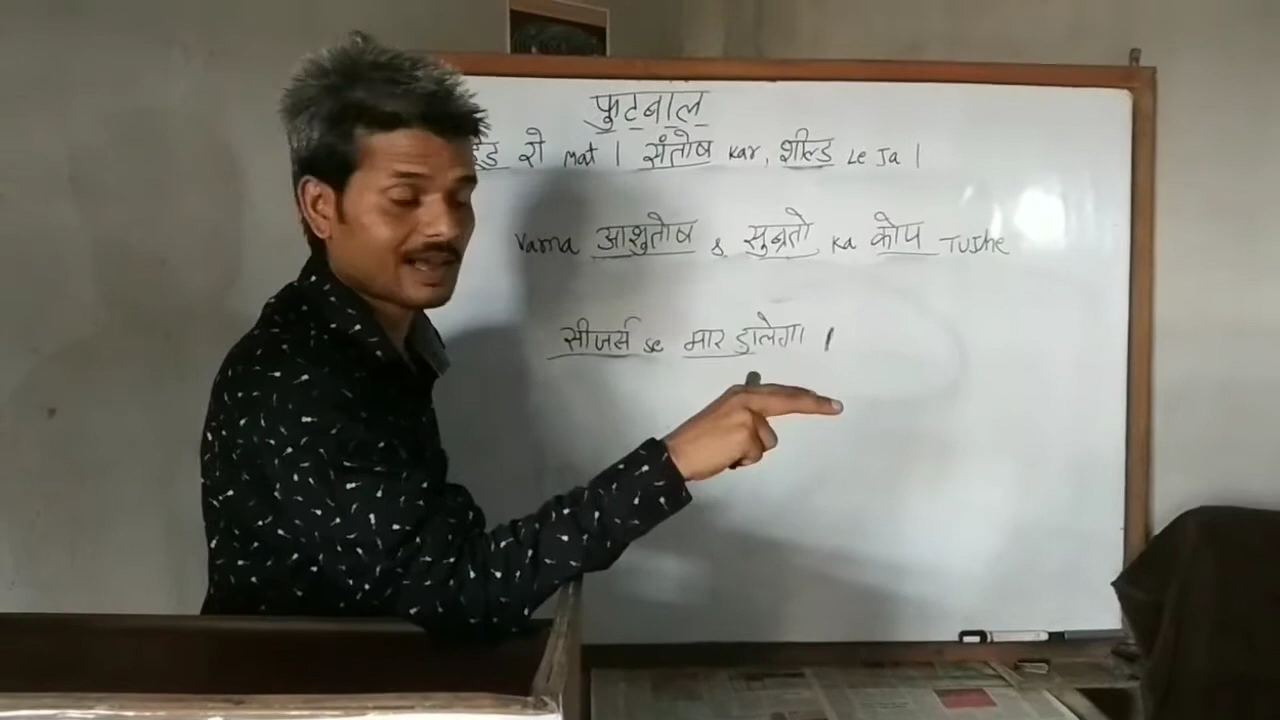 फुटबाल
रो mat । संतोष kar, शील्ड Le Ja ।
Varna आशुतोष & सुब्रतो ka कोप Tujhe
सीजर्स se मार डालेगा ।